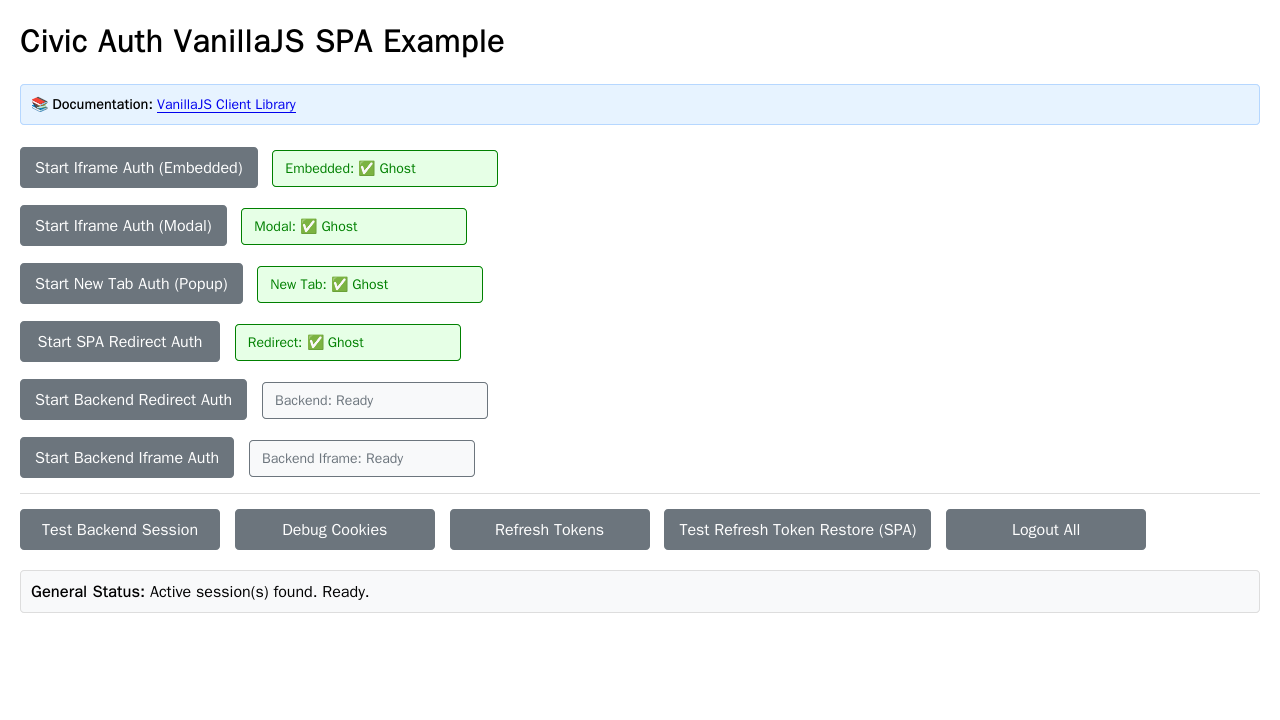 Civic Auth VanillaJS SPA Example
📚 Documentation: VanillaJS Client Library
Start Iframe Auth (Embedded)
Embedded: ✅ Ghost
Start Iframe Auth (Modal)
Modal: ✅ Ghost
Start New Tab Auth (Popup)
New Tab: ✅ Ghost
Start SPA Redirect Auth
Redirect: ✅ Ghost
Start Backend Redirect Auth
Backend: Ready
Start Backend Iframe Auth
Backend Iframe: Ready
Test Backend Session
Debug Cookies
Refresh Tokens
Test Refresh Token Restore (SPA)
Logout All
General Status: Active session(s) found. Ready.